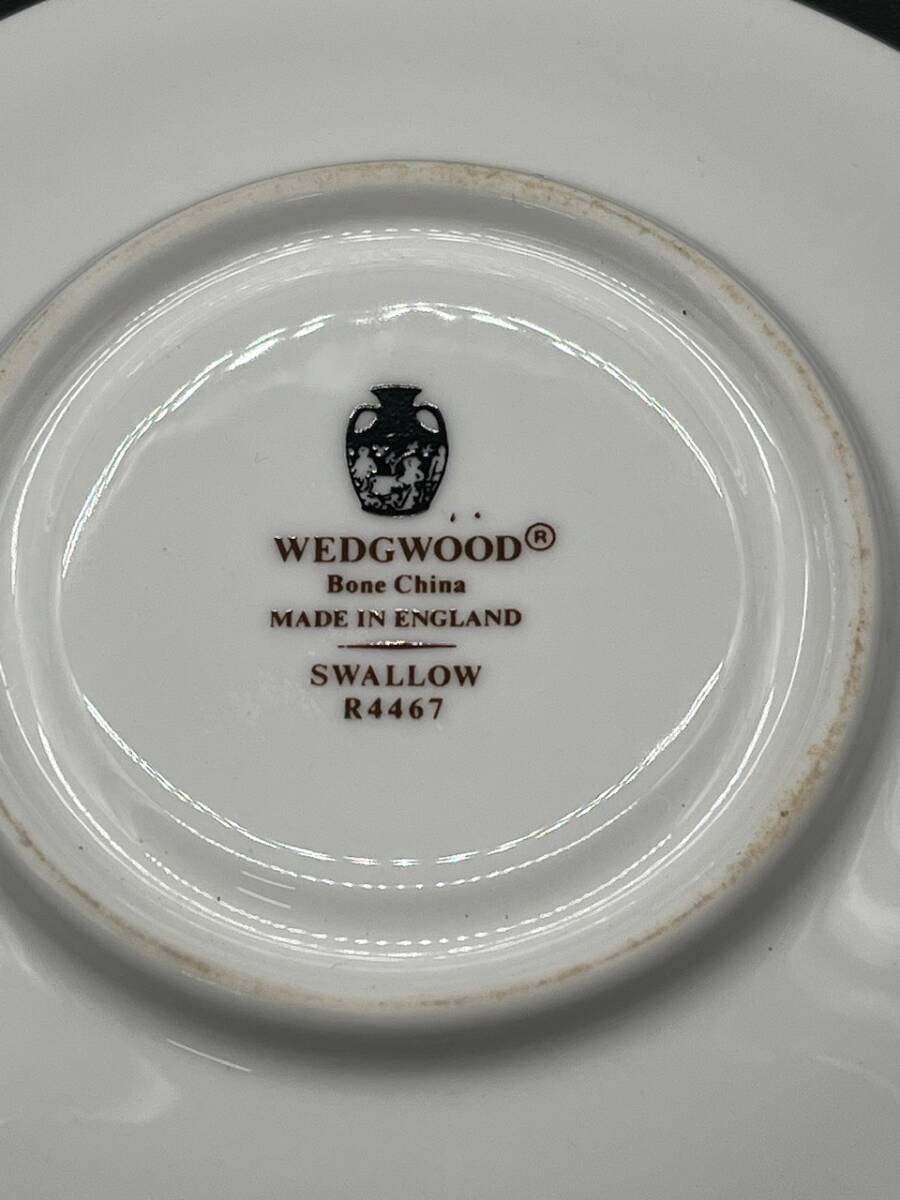 WEDGWOOD®
Bone China
MADE IN ENGLAND
SWALLOW
R4467